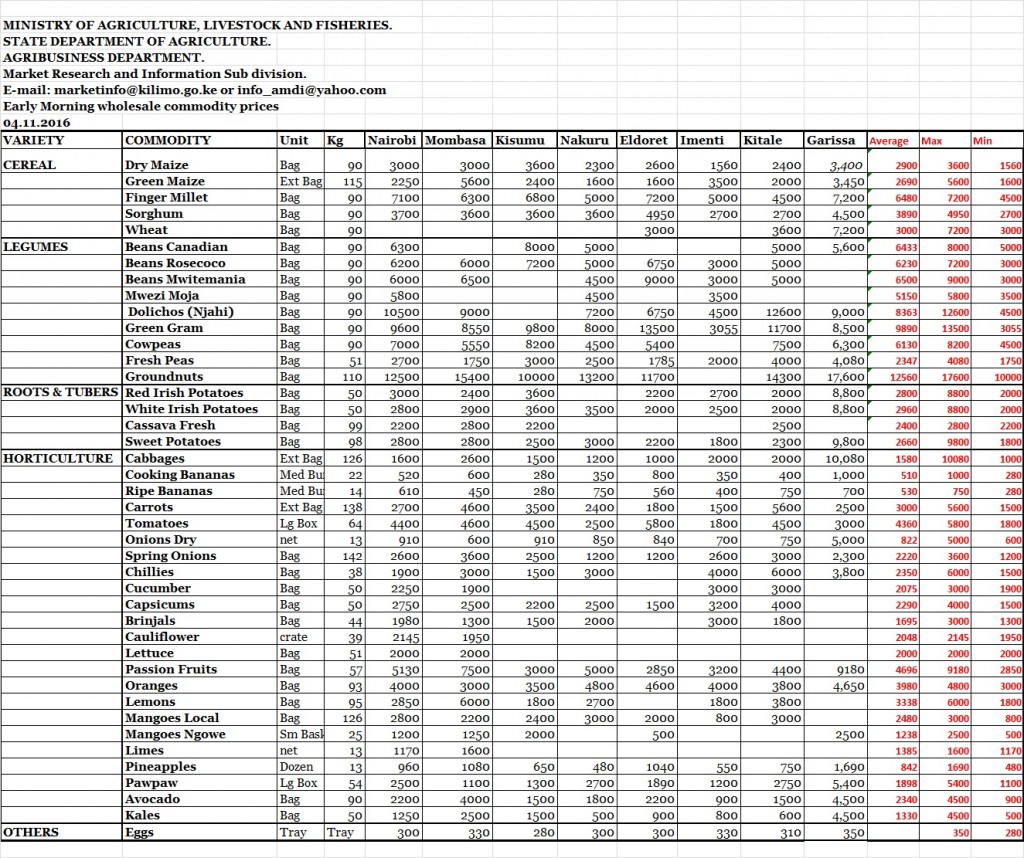 MINISTRY OF AGRICULTURE, LIVESTOCK AND FISHERIES.
STATE DEPARTMENT OF AGRICULTURE.
AGRIBUSINESS DEPARTMENT.
Market Research and Information Sub division.
E-mail: marketinfo@kilimo.go.ke or info_amdi@yahoo.com
Early Morning wholesale commodity prices
04.11.2016
VARIETY COMMODITY Unit Kg Nairobi Mombasa Kisumu Nakuru Eldoret Imenti Kitale Garissa Average Max Min
CEREAL Dry Maize Bag 90 3000 3000 3600 2300 2600 1560 2400 3,400 2900 3600 1560
Green Maize Ext Bag 115 2250 5600 2400 1600 1600 3500 2000 3,450 2690 5600 1600
Finger Millet Bag 90 7100 6300 6800 5000 7200 5000 4500 7,200 6480 7200 4500
Sorghum Bag 90 3700 3600 3600 3600 4950 2700 2700 4,500 3890 4950 2700
Wheat Bag 90 3000 3600 7,200 3000 7200 3000
LEGUMES Beans Canadian Bag 90 6300 8000 5000 5000 5,600 6433 8000 5000
Beans Rosecoco Bag 90 6200 6000 7200 5000 6750 3000 5000 6230 7200 3000
Beans Mwitemania Bag 90 6000 6500 4500 9000 3000 5000 6500 9000 3000
Mwezi Moja Bag 90 5800 4500 3500 5150 5800 3500
Dolichos (Njahi) Bag 90 10500 9000 7200 6750 4500 12600 9,000 8363 12600 4500
Green Gram Bag 90 9600 8550 9800 8000 13500 3055 11700 8,500 9890 13500 3055
Cowpeas Bag 90 7000 5550 8200 4500 5400 7500 6,300 6130 8200 4500
Fresh Peas Bag 51 2700 1750 3000 2500 1785 2000 4000 4,080 2347 4080 1750
Groundnuts Bag 110 12500 15400 10000 13200 11700 14300 17,600 12560 17600 10000
ROOTS & TUBERS Red Irish Potatoes Bag 50 3000 2400 3600 2200 2700 2000 8,800 2800 8800 2000
White Irish Potatoes Bag 50 2800 2900 3600 3500 2000 2500 2000 8,800 2960 8800 2000
Cassava Fresh Bag 99 2200 2800 2200 2500 2400 2800 2200
Sweet Potatoes Bag 98 2800 2800 2500 3000 2200 1800 2300 9,800 2660 9800 1800
HORTICULTURE Cabbages Ext Bag 126 1600 2600 1500 1200 1000 2000 2000 10,080 1580 10080 1000
Cooking Bananas Med Bu 22 520 600 280 350 800 350 400 1,000 510 1000 280
Ripe Bananas Med Bu 14 610 450 280 750 560 400 750 700 530 750 280
Carrots Ext Bag 138 2700 4600 3500 2400 1800 1500 5600 2500 3000 5600 1500
Tomatoes Lg Box 64 4400 4600 4500 2500 5800 1800 4500 3000 4360 5800 1800
Onions Dry net 13 910 600 910 850 840 700 750 5,000 822 5000 600
Spring Onions Bag 142 2600 3600 2500 1200 1200 2600 3000 2,300 2220 3600 1200
Chillies Bag 38 1900 3000 1500 3000 4000 6000 3,800 2350 6000 1500
Cucumber Bag 50 2250 1900 3000 3000 2075 3000 1900
Capsicums Bag 50 2750 2500 2200 2500 1500 3200 4000 2290 4000 1500
Brinjals Bag 44 1980 1300 1500 2000 3000 1800 1695 3000 1300
Cauliflower crate 39 2145 1950 2048 2145 1950
Lettuce Bag 51 2000 2000 2000 2000 2000
Passion Fruits Bag 57 5130 7500 3000 5000 2850 3200 4400 9180 4696 9180 2850
Oranges Bag 93 4000 3000 3500 4800 4600 4000 3800 4,650 3980 4800 3000
Lemons Bag 95 2850 6000 1800 2700 1800 3800 3338 6000 1800
Mangoes Local Bag 126 2800 2200 2400 3000 2000 800 3000 2480 3000 800
Mangoes Ngowe Sm Bask 25 1200 1250 2000 500 2500 1238 2500 500
Limes net 13 1170 1600 1385 1600 1170
Pineapples Dozen 13 960 1080 650 480 1040 550 750 1,690 842 1690 480
Pawpaw Lg Box 54 2500 1100 1300 2700 1890 1200 2750 5,400 1898 5400 1100
Avocado Bag 90 2200 4000 1500 1800 2200 900 1500 4,500 2340 4500 900
Kales Bag 50 1250 2500 1500 500 900 800 600 4,500 1330 4500 500
OTHERS Eggs Tray Tray 300 330 280 300 300 330 310 350 350 280